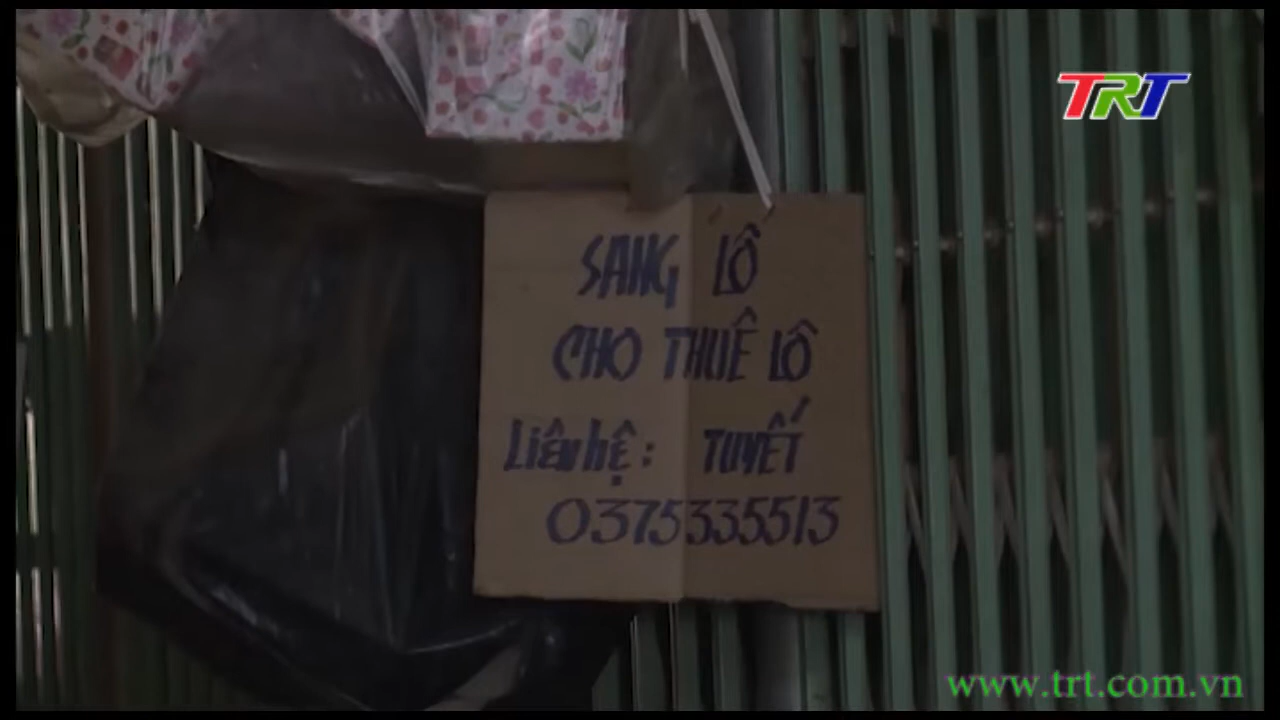 TRT
SANG LÔ
CHO THUÊ LÔ
Liên hệ: TUYẾT
0375335513
www.trt.com.vn